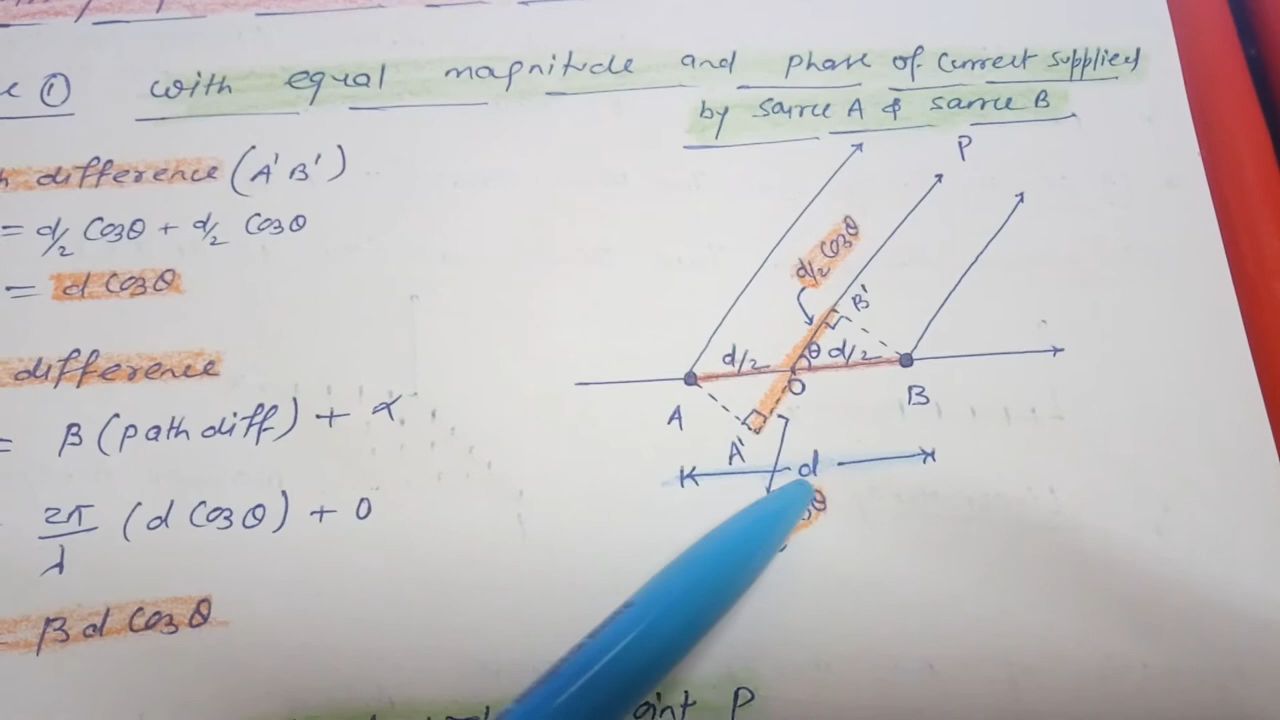 ① with equal magnitude and phase of current supplied
by source A & source B
difference (A'B')
= d/2 Cosθ + d/2 Cosθ
= d Cosθ
difference
= β (path diff) + α
2π/λ (d Cosθ) + 0
β d Cosθ
P
d/2 Cosθ
B'
d/2 θ d/2
O
A
B
A'
d
θ
P